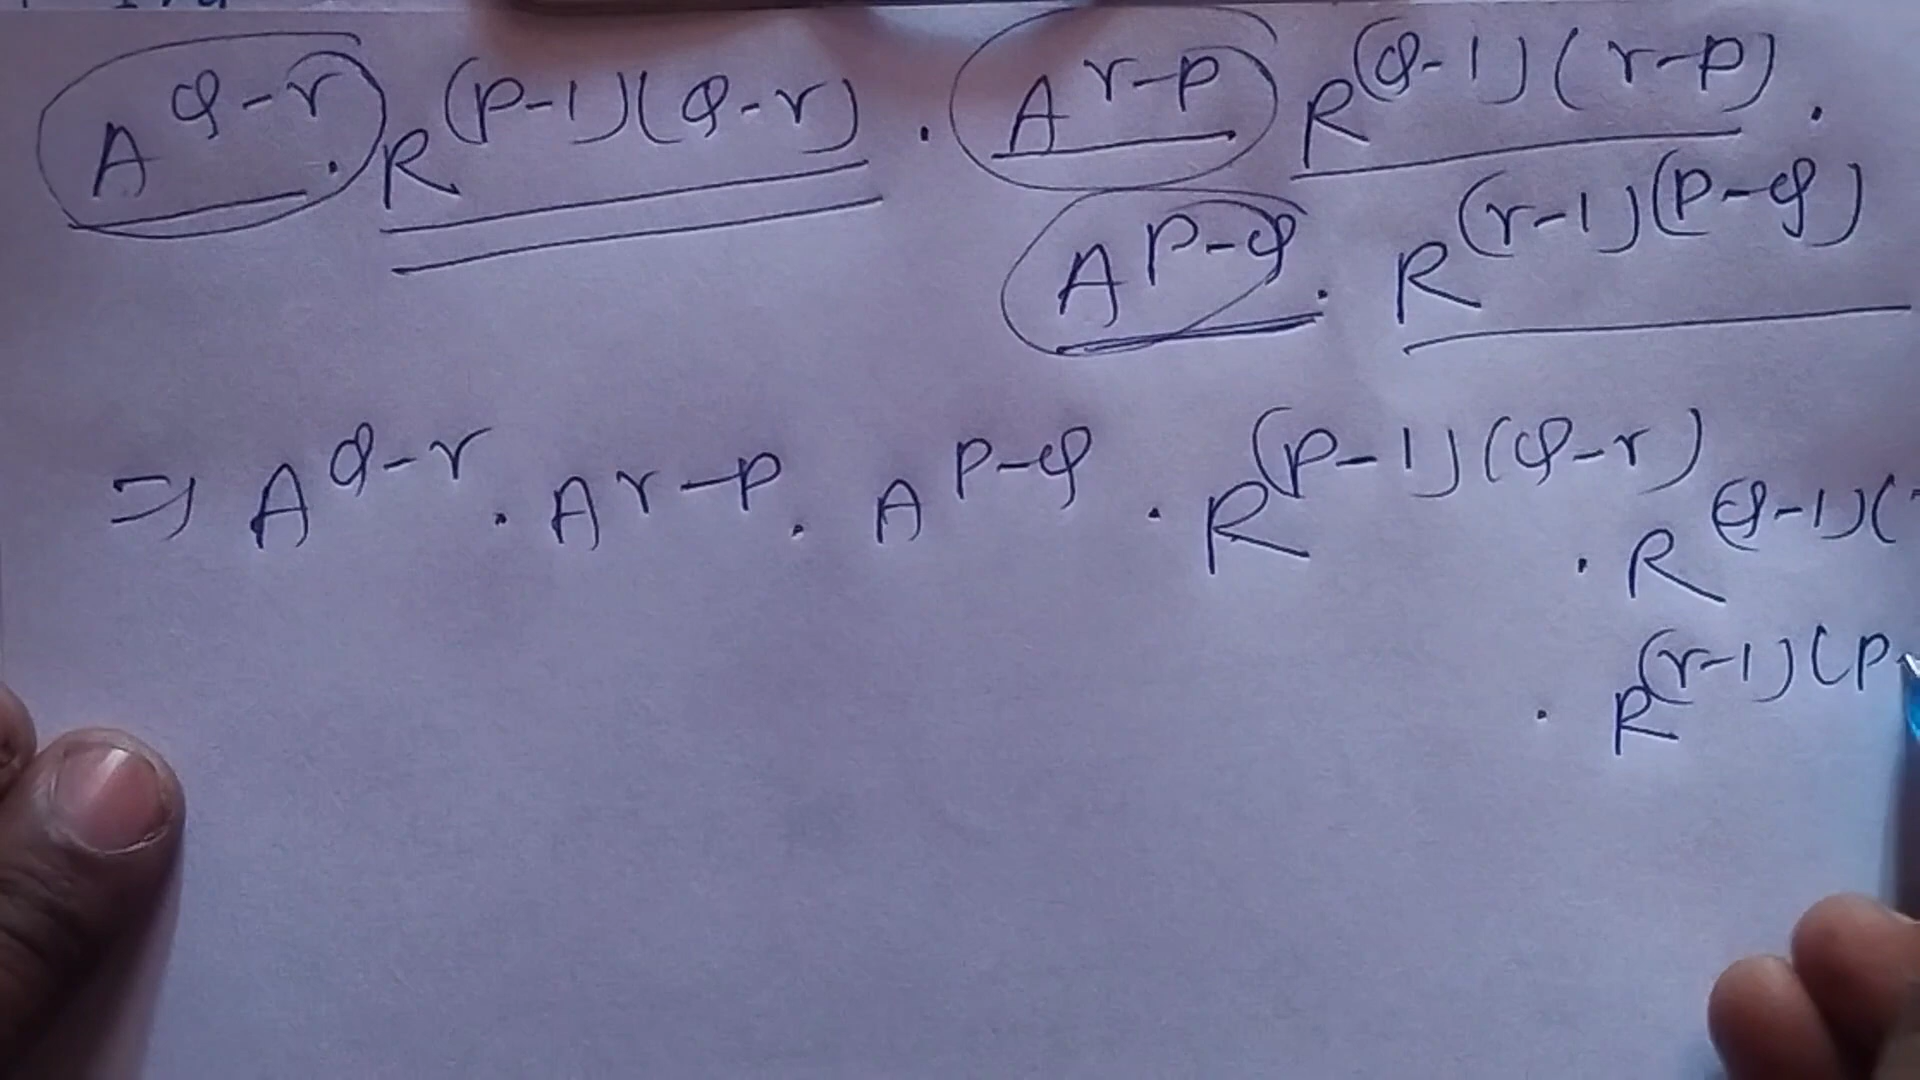 A^{q-r} . R^{(p-1)(q-r)} . A^{r-p} R^{(q-1)(r-p)} .
A^{p-q} . R^{(r-1)(p-q)}
⇒ A^{q-r} . A^{r-p} . A^{p-q} . R^{(p-1)(q-r)}
. R^{(q-1)(
. R^{(r-1)(p